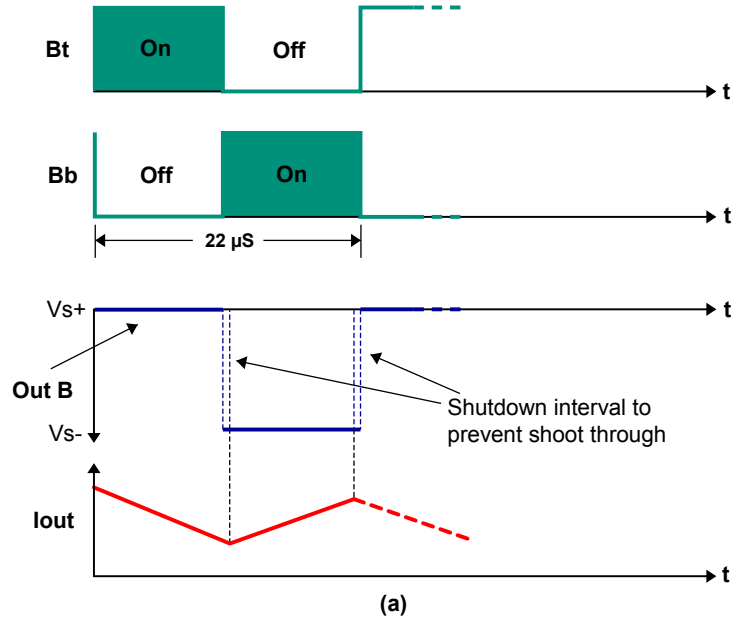 Bt
On
Off
t
Bb
Off
On
t
22 µS
Vs+
t
Out B
Shutdown interval to
prevent shoot through
Vs-
Iout
t
(a)